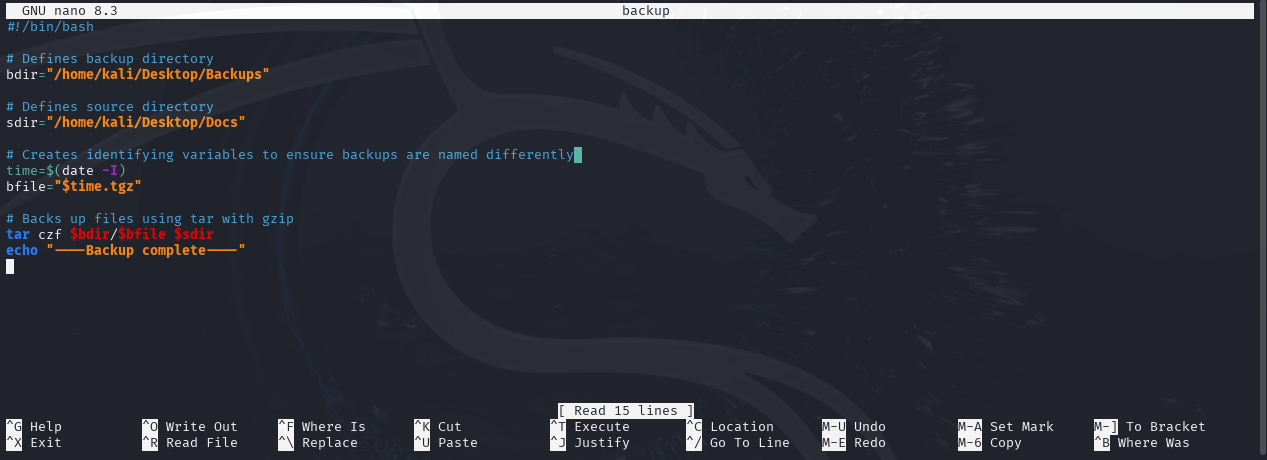 GNU nano 8.3 backup
#!/bin/bash
# Defines backup directory
bdir="/home/kali/Desktop/Backups"
# Defines source directory
sdir="/home/kali/Desktop/Docs"
# Creates identifying variables to ensure backups are named differently
time=$(date -I)
bfile="$time.tgz"
# Backs up files using tar with gzip
tar czf $bdir/$bfile $sdir
echo "----Backup complete----"
[ Read 15 lines ]
^G Help ^O Write Out ^F Where Is ^K Cut ^T Execute ^C Location M-U Undo M-A Set Mark M-] To Bracket
^X Exit ^R Read File ^\ Replace ^U Paste ^J Justify ^/ Go To Line M-E Redo M-6 Copy ^B Where Was